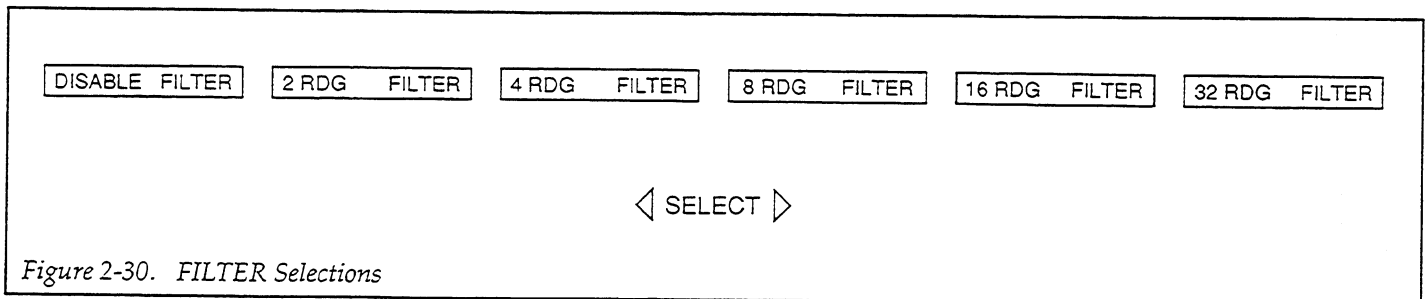 DISABLE FILTER 2 RDG FILTER 4 RDG FILTER 8 RDG FILTER 16 RDG FILTER 32 RDG FILTER
◁ SELECT ▷
Figure 2-30. FILTER Selections